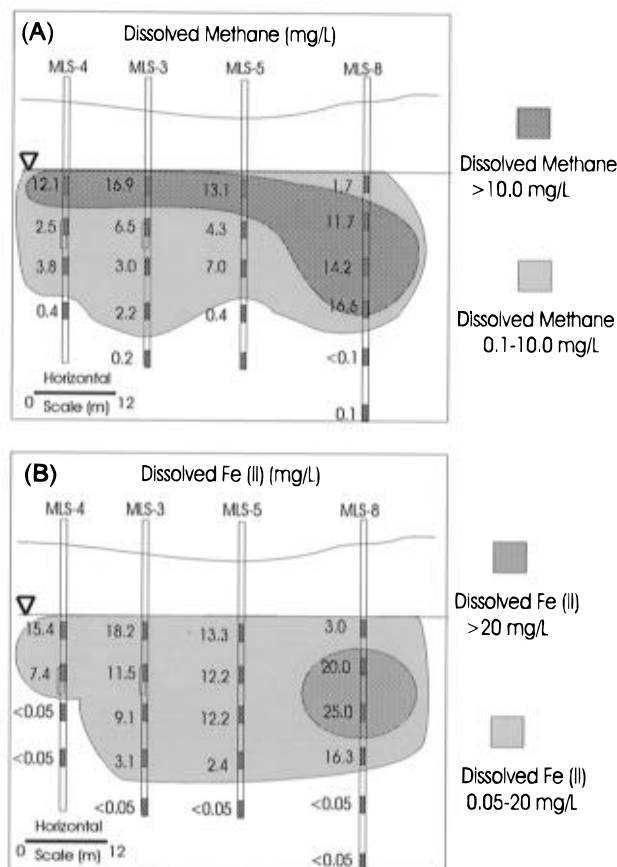 (A) Dissolved Methane (mg/L)
MLS-4 MLS-3 MLS-5 MLS-8
12.1 16.9 13.1 1.7
2.5 6.5 4.3 11.7
3.8 3.0 7.0 14.2
0.4 2.2 0.4 16.6
0.2 <0.1
0.1
Horizontal
0 Scale (m) 12
Dissolved Methane
>10.0 mg/L
Dissolved Methane
0.1-10.0 mg/L
(B) Dissolved Fe (II) (mg/L)
MLS-4 MLS-3 MLS-5 MLS-8
15.4 18.2 13.3 3.0
7.4 11.5 12.2 20.0
<0.05 9.1 12.2 25.0
<0.05 3.1 2.4 16.3
<0.05 <0.05 <0.05
<0.05
Horizontal
0 Scale (m) 12
Dissolved Fe (II)
>20 mg/L
Dissolved Fe (II)
0.05-20 mg/L